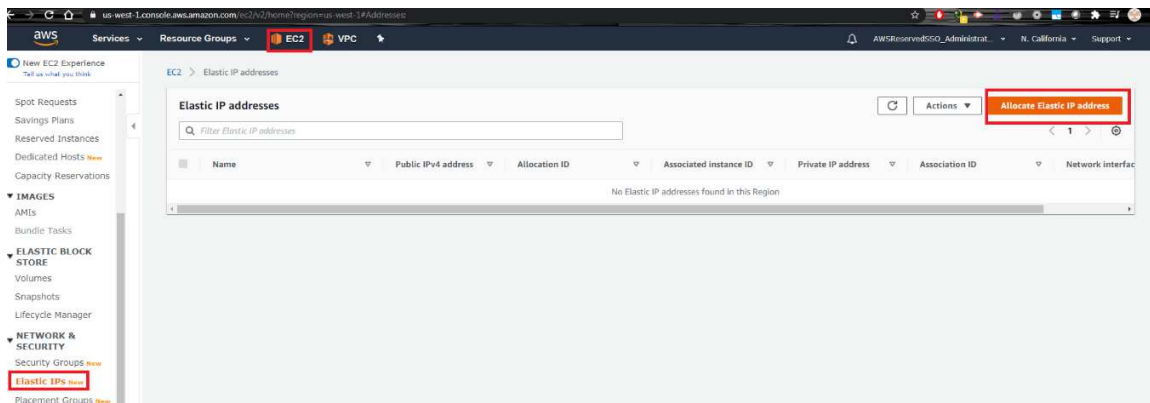 us-west-1.console.aws.amazon.com/ec2/v2/home?region=us-west-1#Addresses:
aws
Services
Resource Groups
EC2
VPC
AWSReservedSSO_Administrat...
N. California
Support
New EC2 Experience
Tell us what you think
Spot Requests
Savings Plans
Reserved Instances
Dedicated Hosts New
Capacity Reservations
IMAGES
AMIs
Bundle Tasks
ELASTIC BLOCK
STORE
Volumes
Snapshots
Lifecycle Manager
NETWORK &
SECURITY
Security Groups New
Elastic IPs New
Placement Groups New
EC2 > Elastic IP addresses
Elastic IP addresses
Actions
Allocate Elastic IP address
Filter Elastic IP addresses
< 1 >
Name Public IPv4 address Allocation ID Associated instance ID Private IP address Association ID Network interfac
No Elastic IP addresses found in this Region